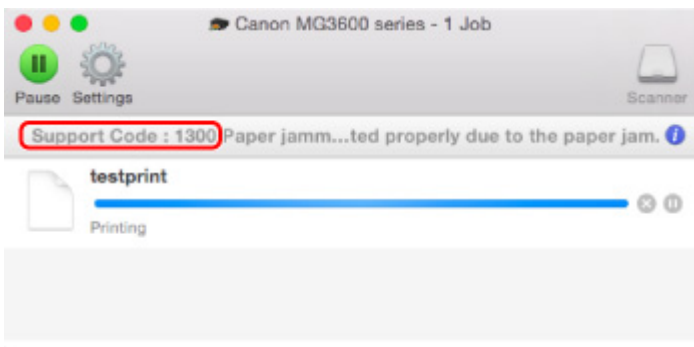 Canon MG3600 series - 1 Job
Pause Settings Scanner
Support Code : 1300 Paper jamm...ted properly due to the paper jam.
testprint
Printing